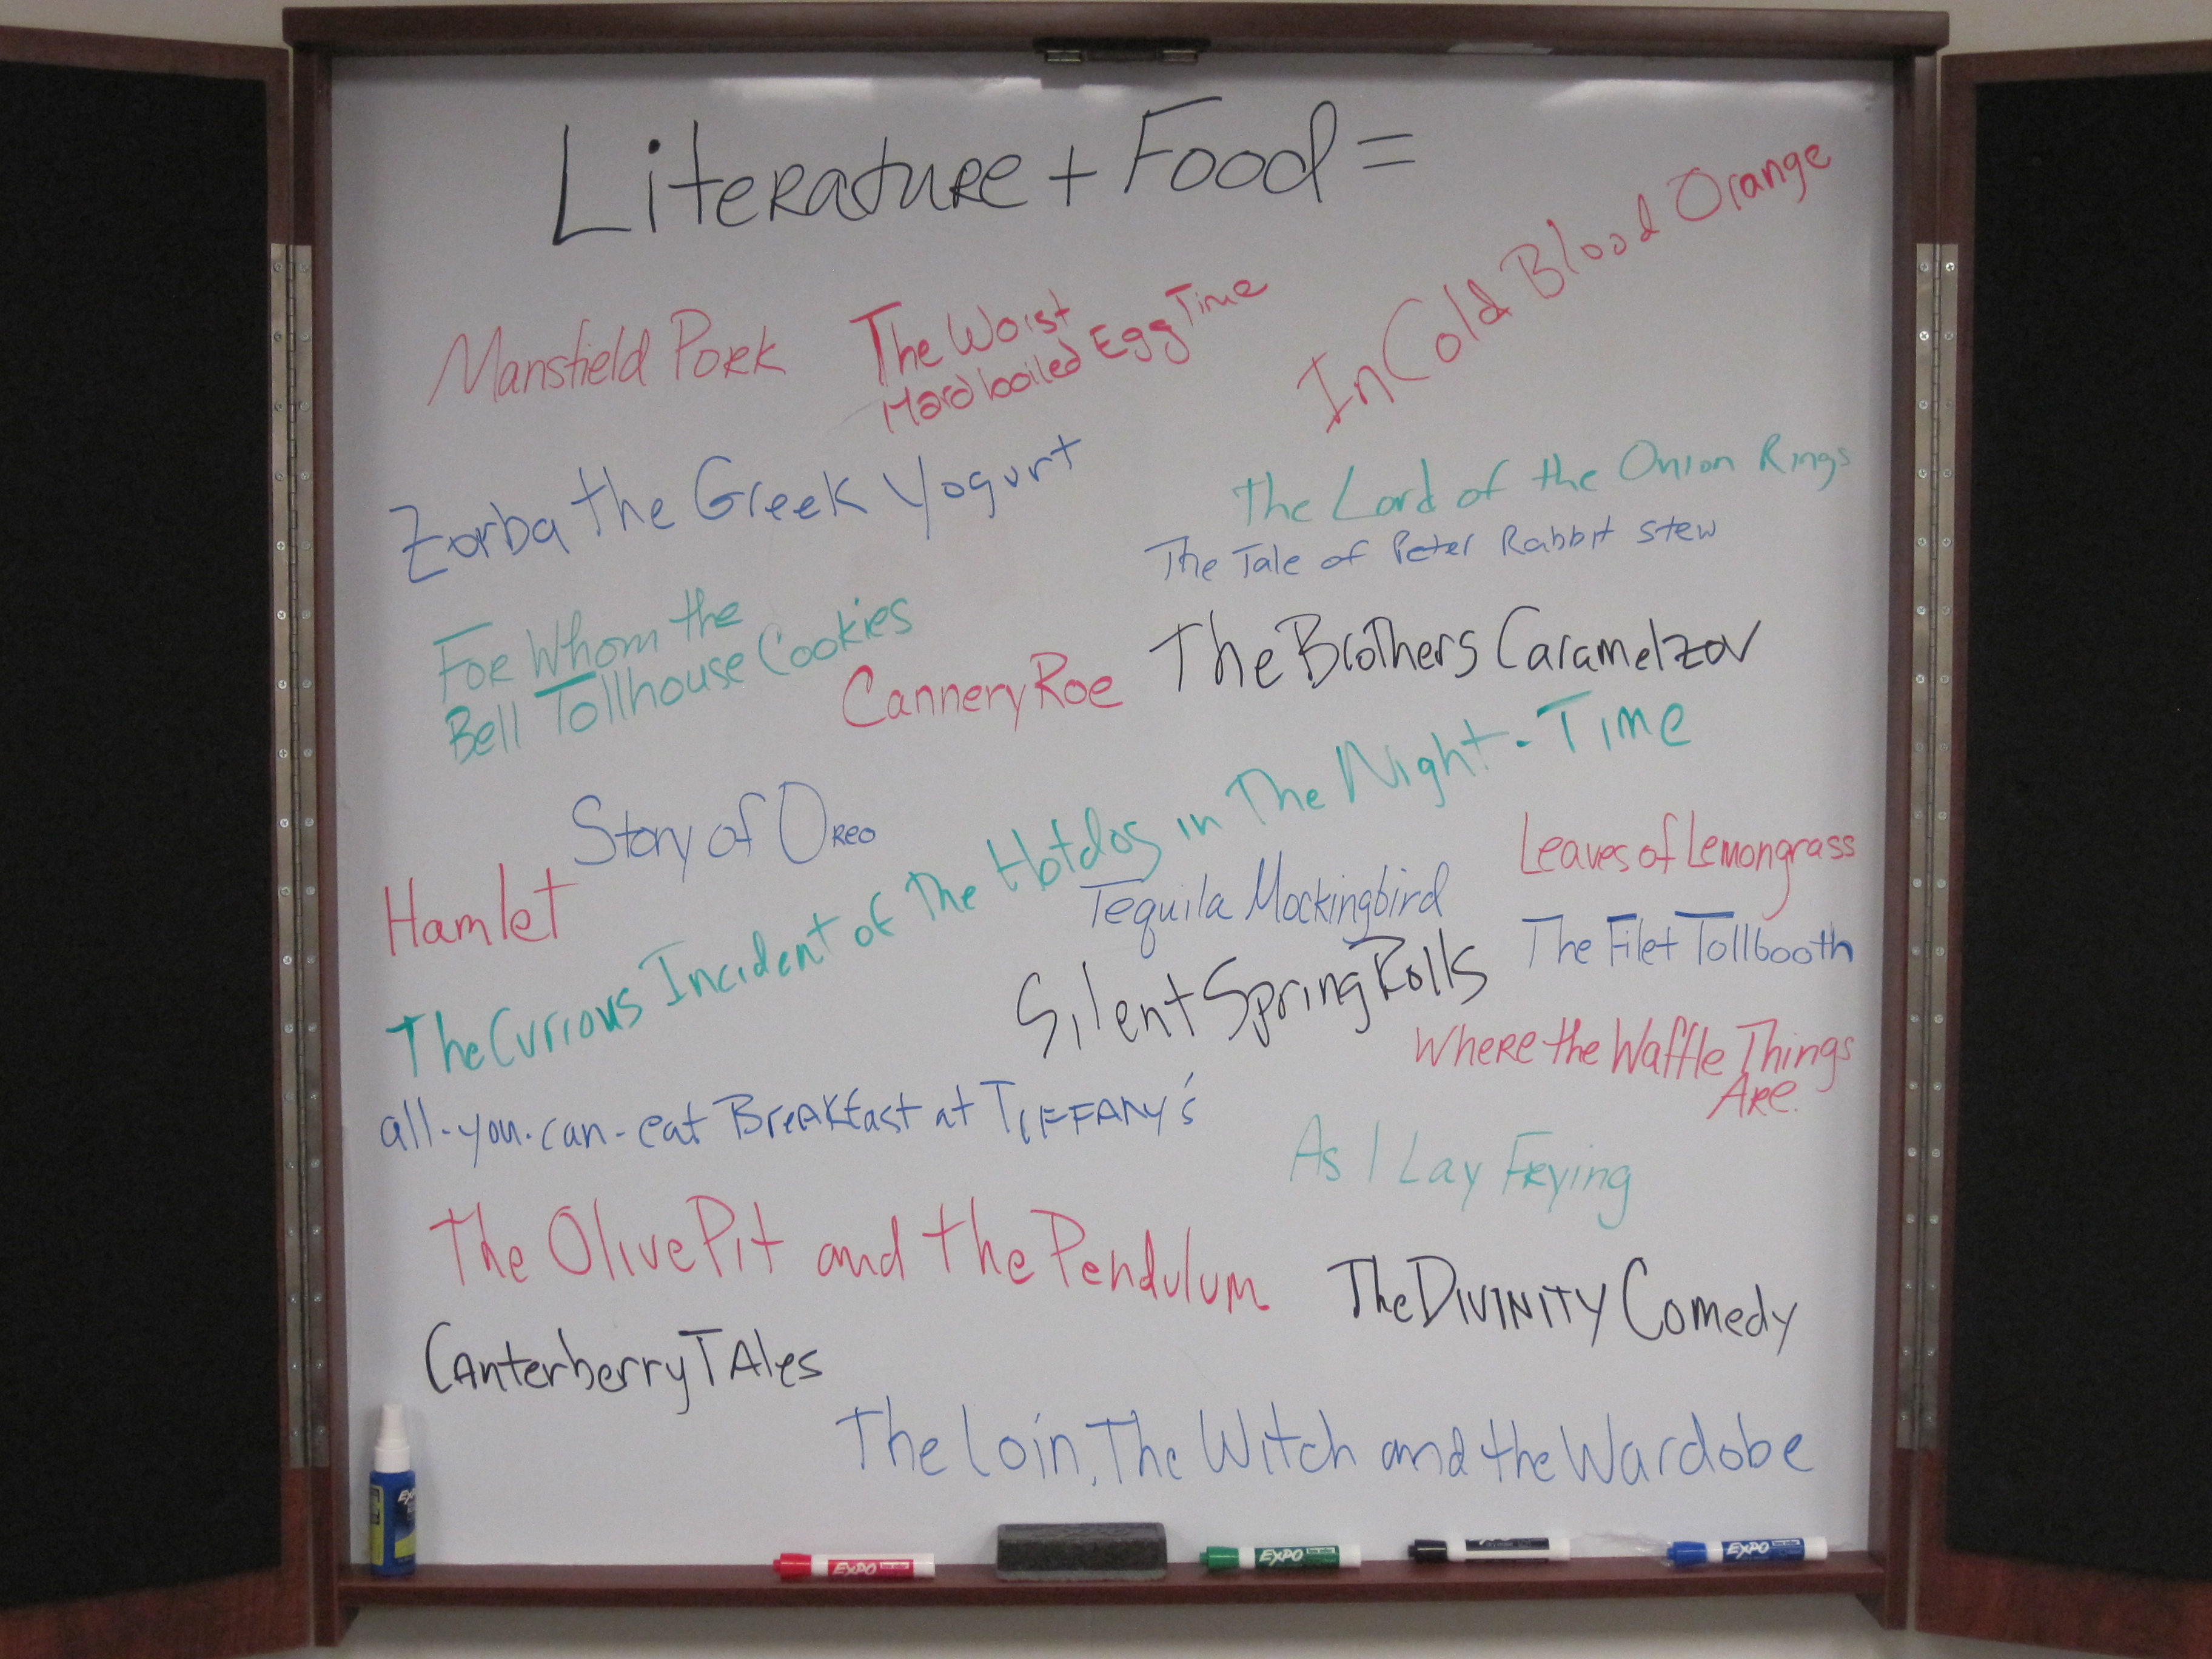 Literature + Food =
In Cold Blood Orange
Mansfield Pork
The Worst
Hardboiled Egg Time
Zorba the Greek Yogurt
The Lord of the Onion Rings
The Tale of Peter Rabbit stew
For Whom the
Bell Tollhouse Cookies
Cannery Roe
The Brothers Caramelzov
Story of Oreo
Hamlet
The Curious Incident of The Hotdog in The Night-Time
Leaves of Lemongrass
Tequila Mockingbird
The Filet Tollbooth
Silent Spring Rolls
Where the Waffle Things
Are.
all-you-can-eat Breakfast at TIFFANY's
As I Lay Frying
The Olive Pit and the Pendulum
The DIVINITY Comedy
Canterberry TAles
The Loin, The Witch and the Wardobe
EXPO
EXPO
EXPO
EXPO